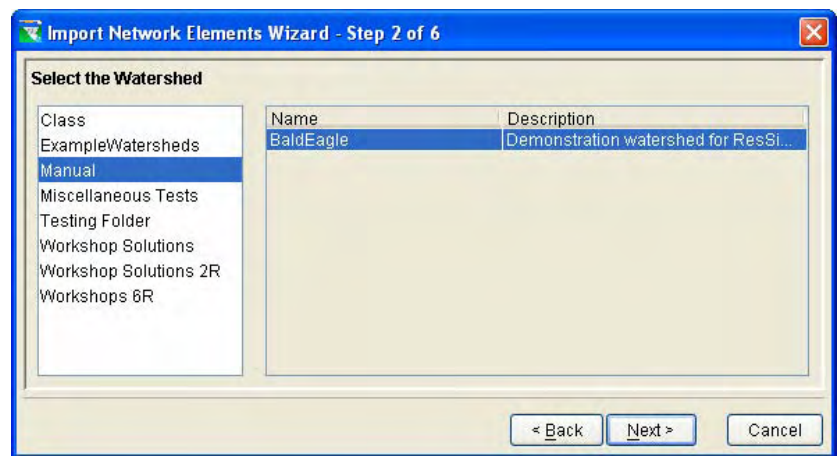 Import Network Elements Wizard - Step 2 of 6
Select the Watershed
Class
ExampleWatersheds
Manual
Miscellaneous Tests
Testing Folder
Workshop Solutions
Workshop Solutions 2R
Workshops 6R
Name Description
BaldEagle Demonstration watershed for ResSi...
< Back Next > Cancel